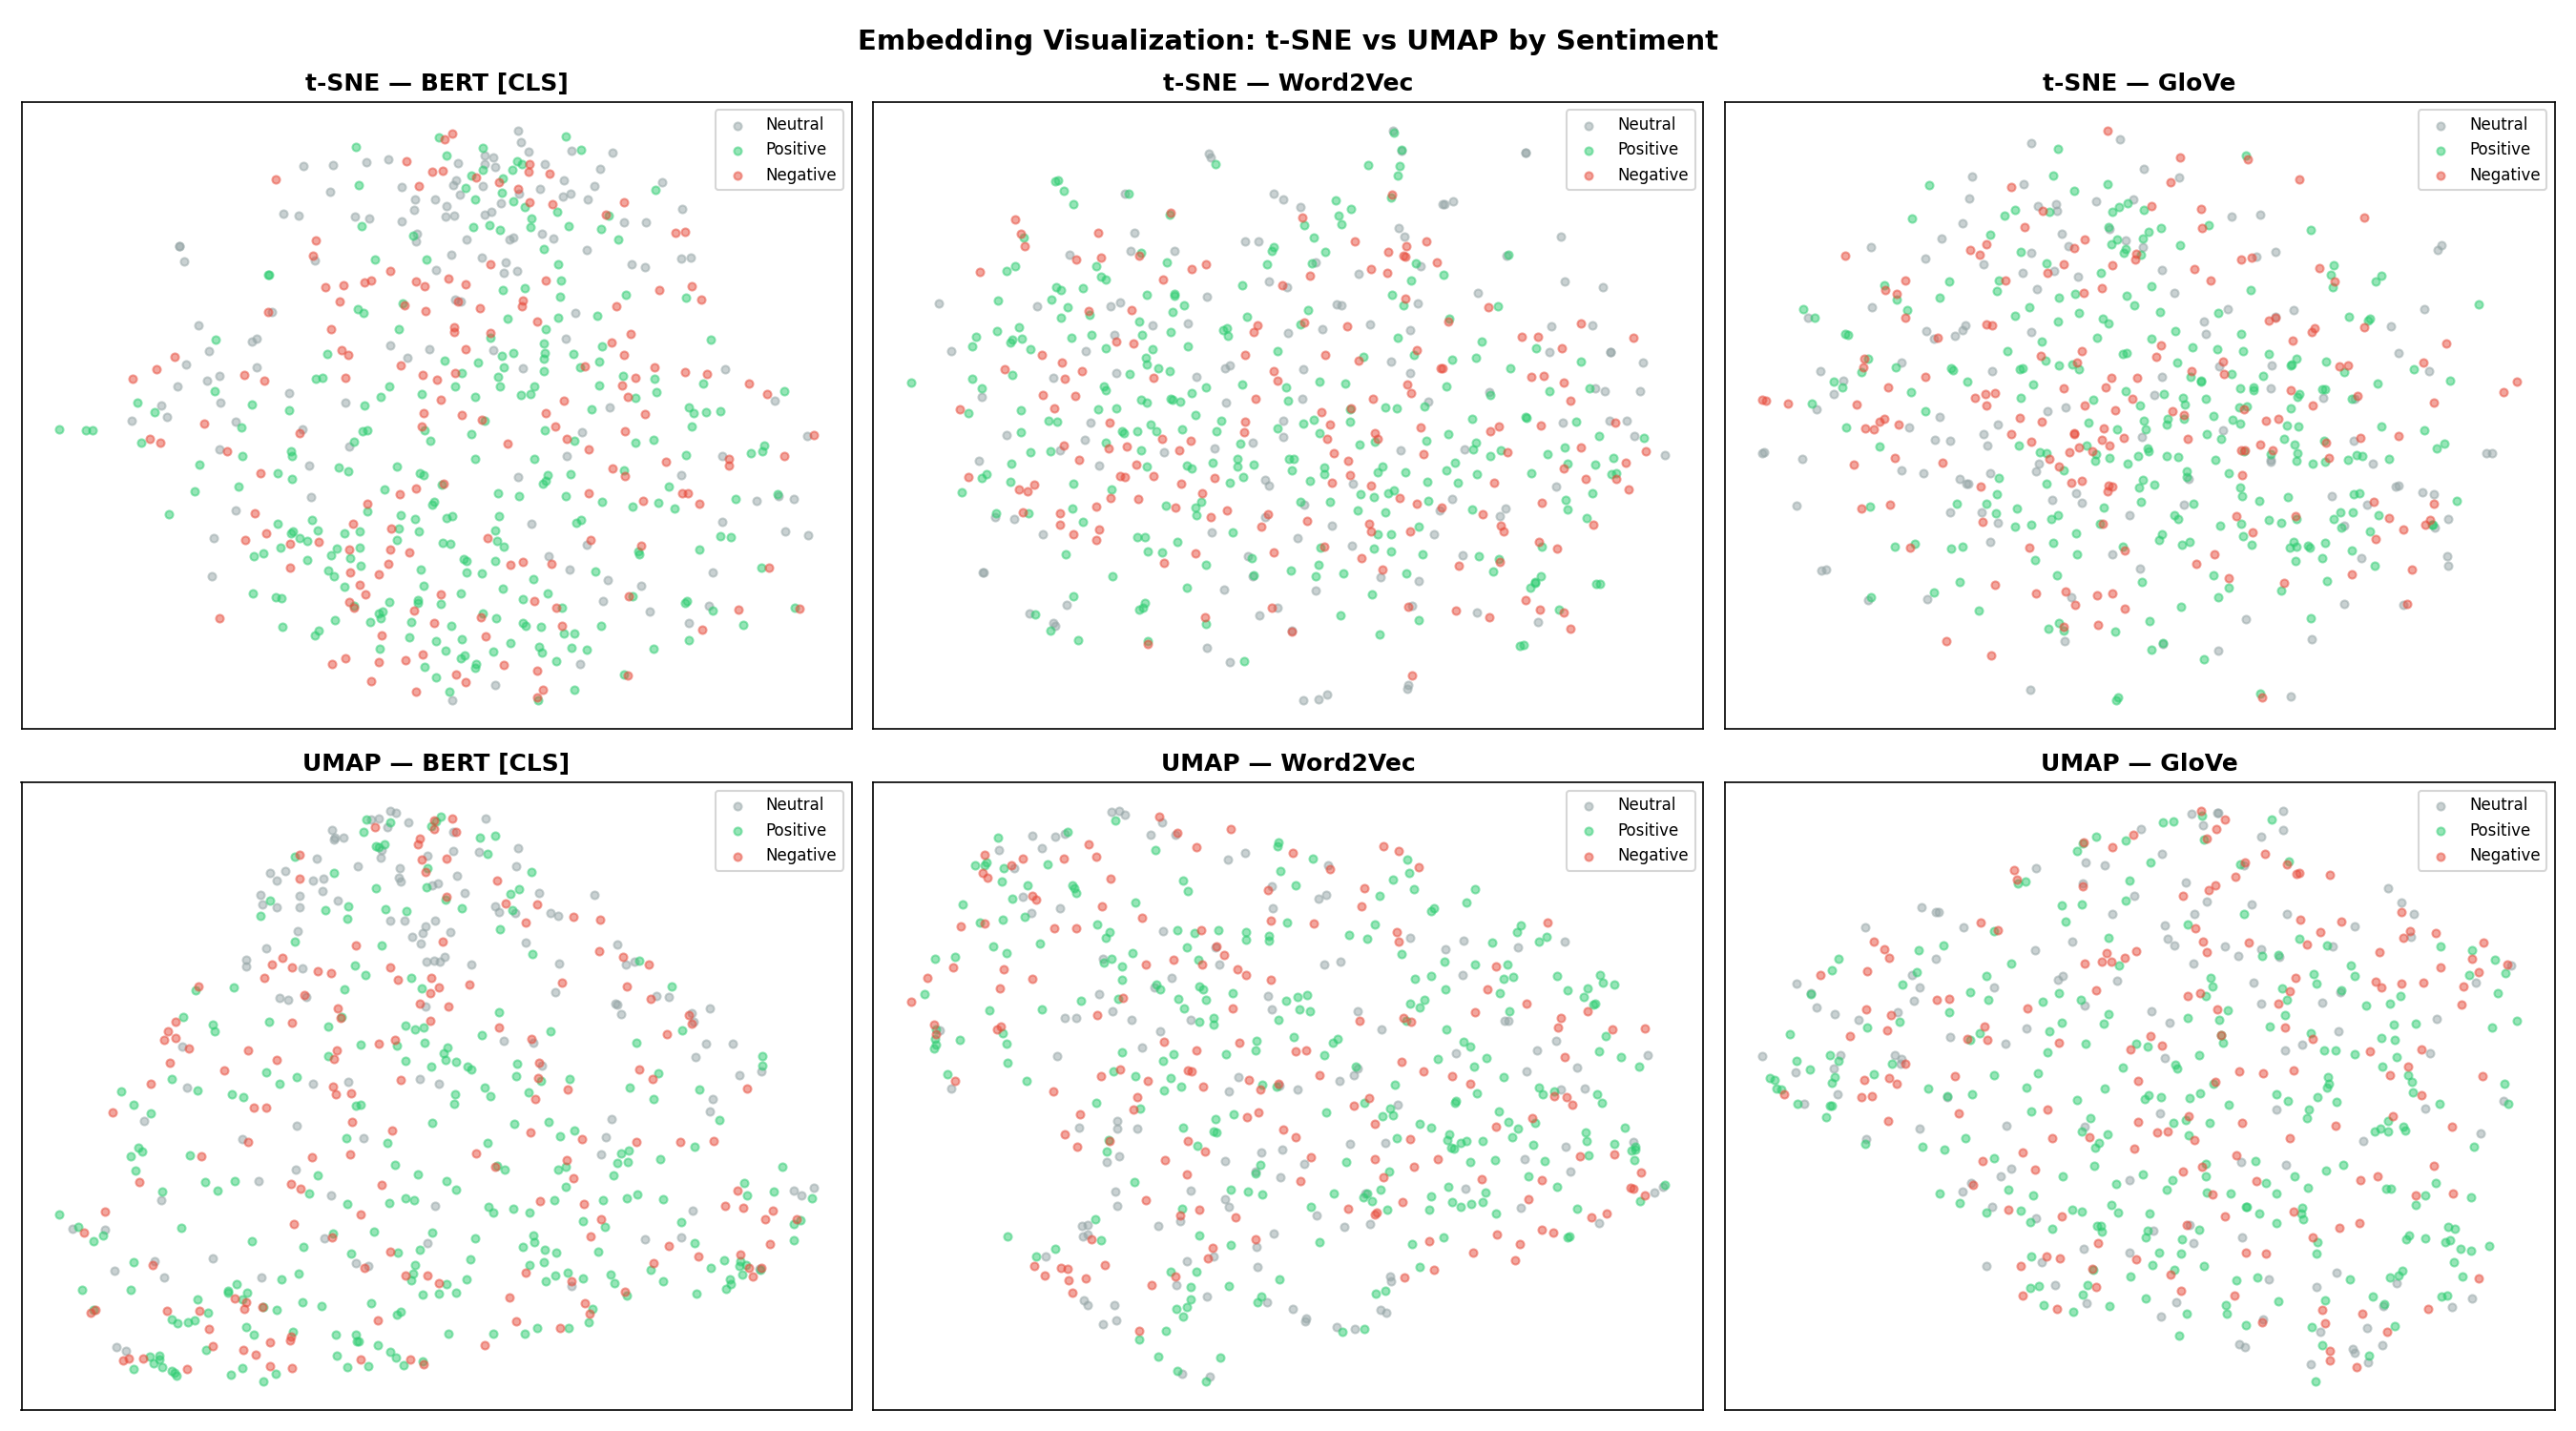 Embedding Visualization: t-SNE vs UMAP by Sentiment
t-SNE — BERT [CLS]
Neutral
Positive
Negative
t-SNE — Word2Vec
Neutral
Positive
Negative
t-SNE — GloVe
Neutral
Positive
Negative
UMAP — BERT [CLS]
Neutral
Positive
Negative
UMAP — Word2Vec
Neutral
Positive
Negative
UMAP — GloVe
Neutral
Positive
Negative